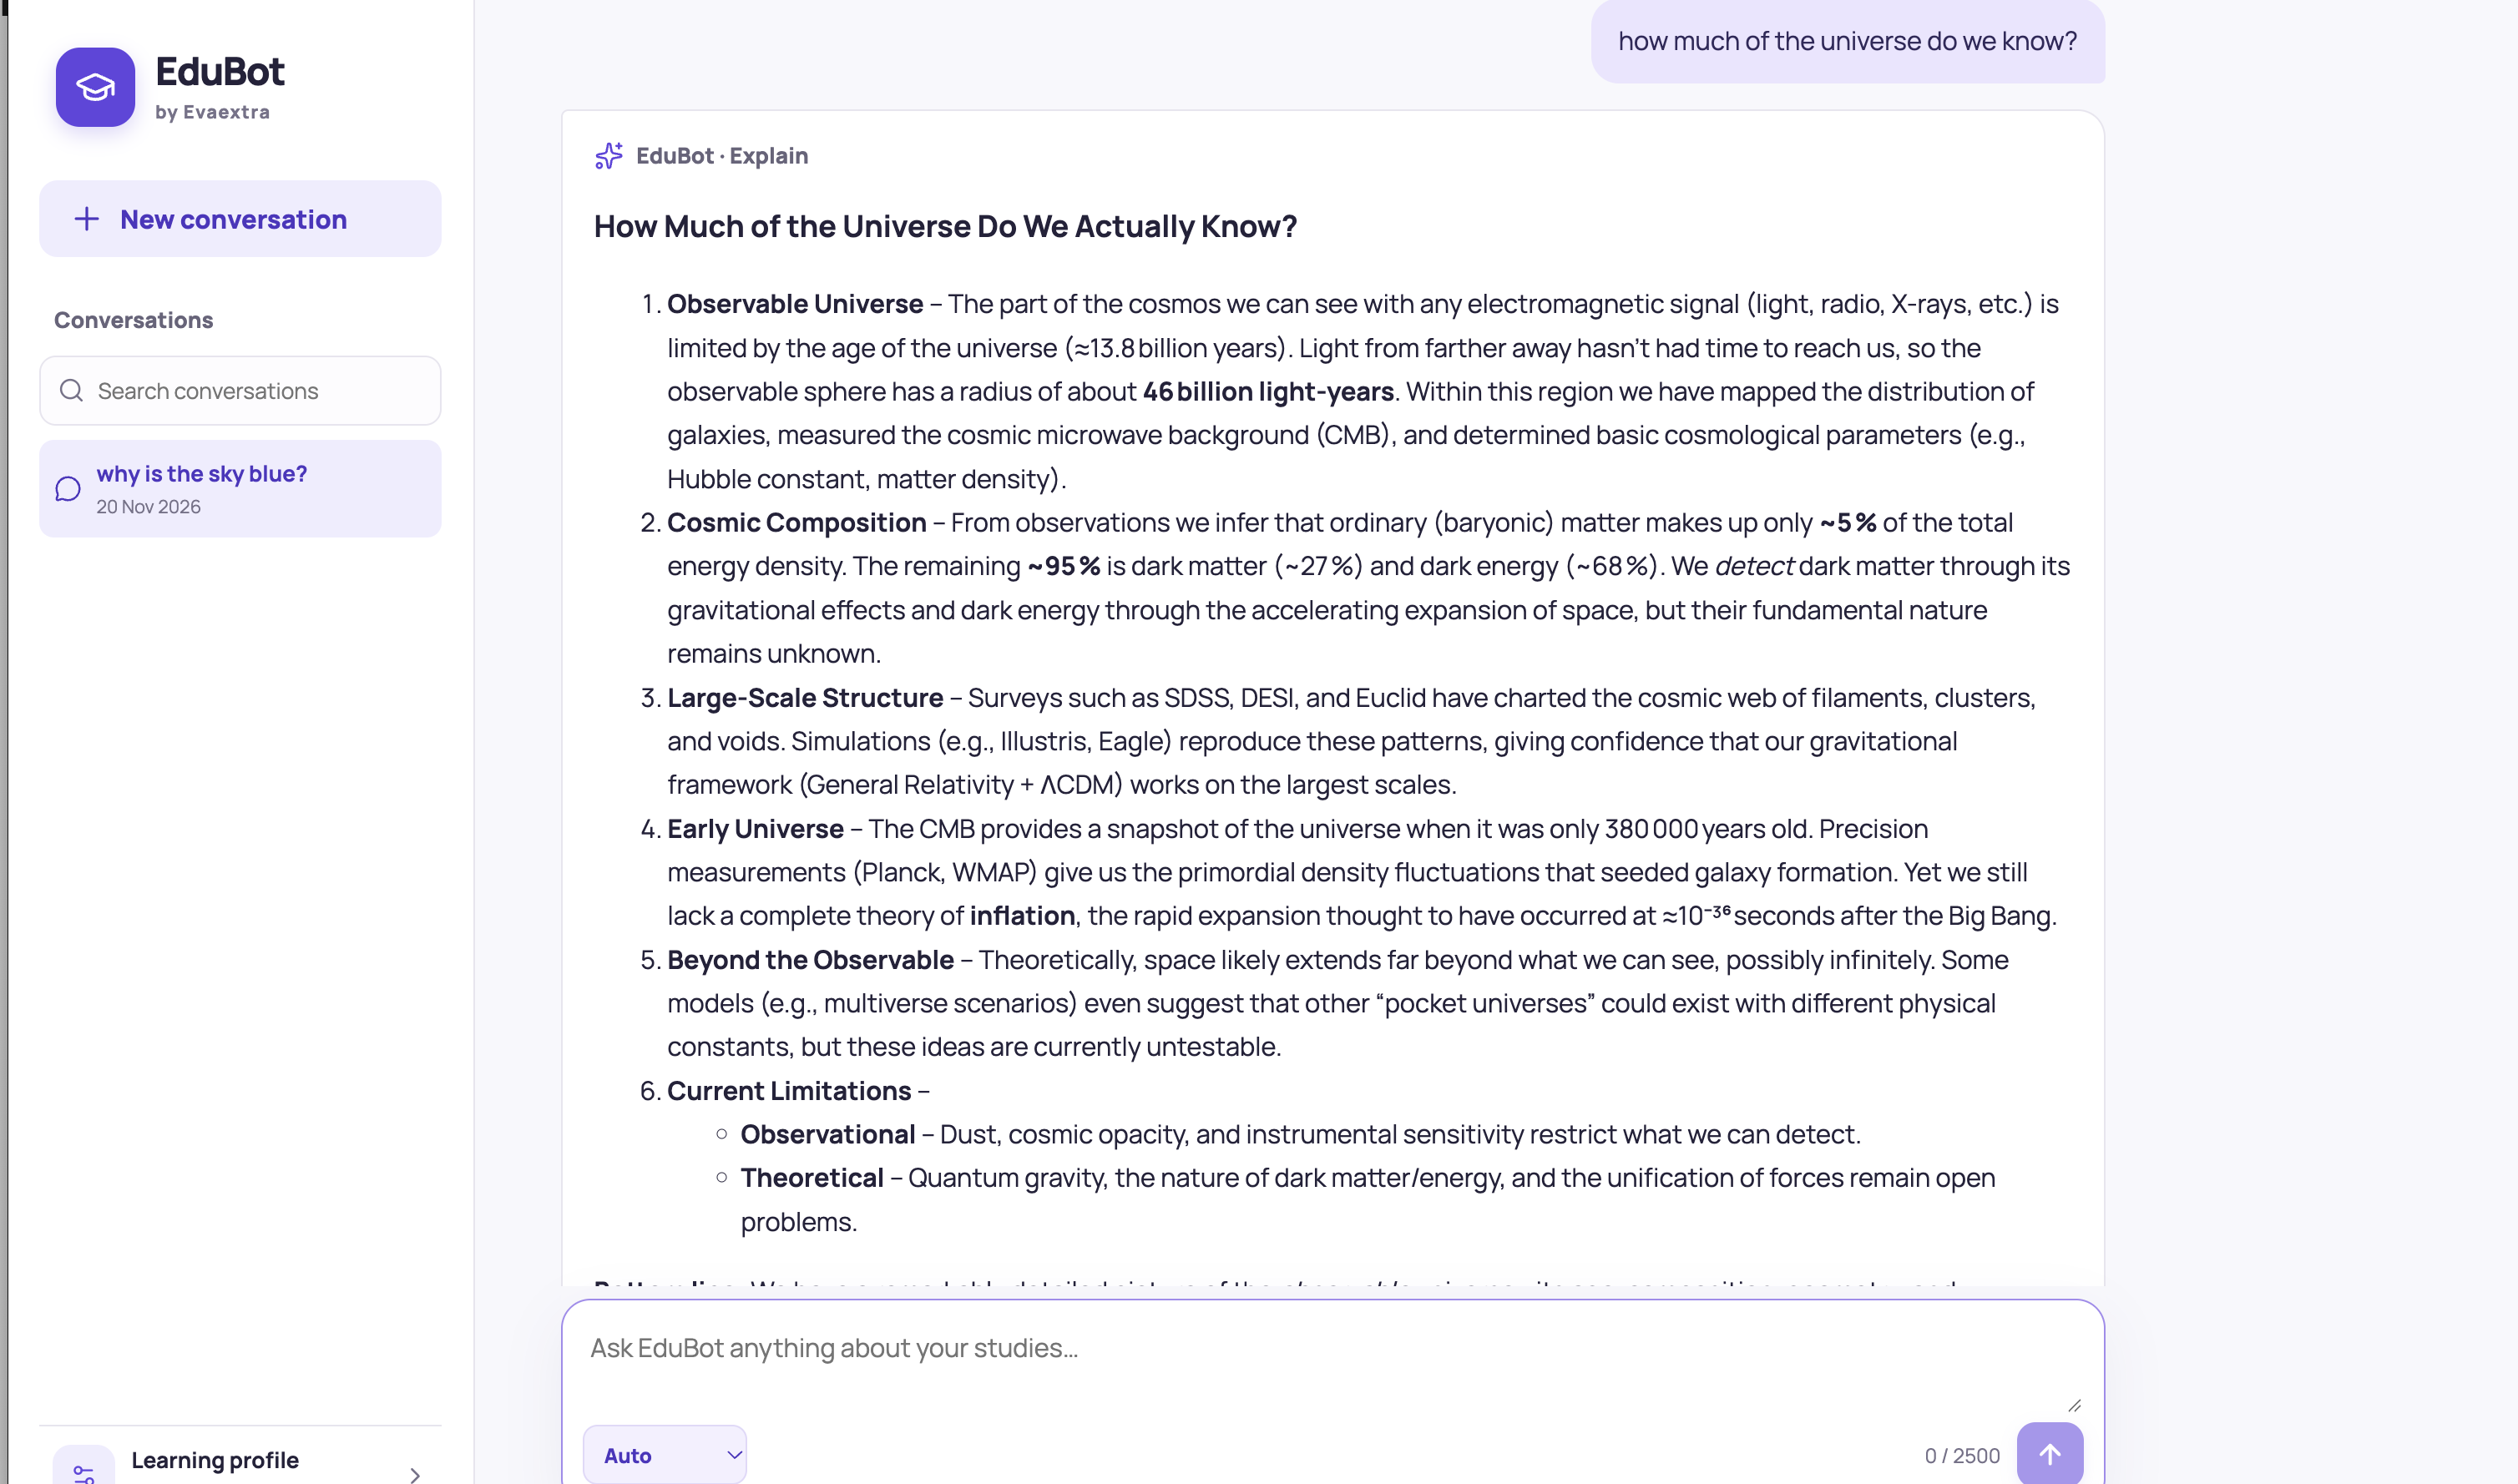 EduBot
by Evaextra
New conversation
Conversations
Search conversations
why is the sky blue?
20 Nov 2026
Learning profile
how much of the universe do we know?
EduBot · Explain
How Much of the Universe Do We Actually Know?
1. Observable Universe – The part of the cosmos we can see with any electromagnetic signal (light, radio, X-rays, etc.) is
limited by the age of the universe (≈13.8 billion years). Light from farther away hasn’t had time to reach us, so the
observable sphere has a radius of about 46 billion light-years. Within this region we have mapped the distribution of
galaxies, measured the cosmic microwave background (CMB), and determined basic cosmological parameters (e.g.,
Hubble constant, matter density).
2. Cosmic Composition – From observations we infer that ordinary (baryonic) matter makes up only ~5 % of the total
energy density. The remaining ~95 % is dark matter (~27 %) and dark energy (~68 %). We detect dark matter through its
gravitational effects and dark energy through the accelerating expansion of space, but their fundamental nature
remains unknown.
3. Large-Scale Structure – Surveys such as SDSS, DESI, and Euclid have charted the cosmic web of filaments, clusters,
and voids. Simulations (e.g., Illustris, Eagle) reproduce these patterns, giving confidence that our gravitational
framework (General Relativity + ΛCDM) works on the largest scales.
4. Early Universe – The CMB provides a snapshot of the universe when it was only 380 000 years old. Precision
measurements (Planck, WMAP) give us the primordial density fluctuations that seeded galaxy formation. Yet we still
lack a complete theory of inflation, the rapid expansion thought to have occurred at ≈10⁻³⁶ seconds after the Big Bang.
5. Beyond the Observable – Theoretically, space likely extends far beyond what we can see, possibly infinitely. Some
models (e.g., multiverse scenarios) even suggest that other “pocket universes” could exist with different physical
constants, but these ideas are currently untestable.
6. Current Limitations –
○ Observational – Dust, cosmic opacity, and instrumental sensitivity restrict what we can detect.
○ Theoretical – Quantum gravity, the nature of dark matter/energy, and the unification of forces remain open
problems.
Ask EduBot anything about your studies…
Auto
0 / 2500